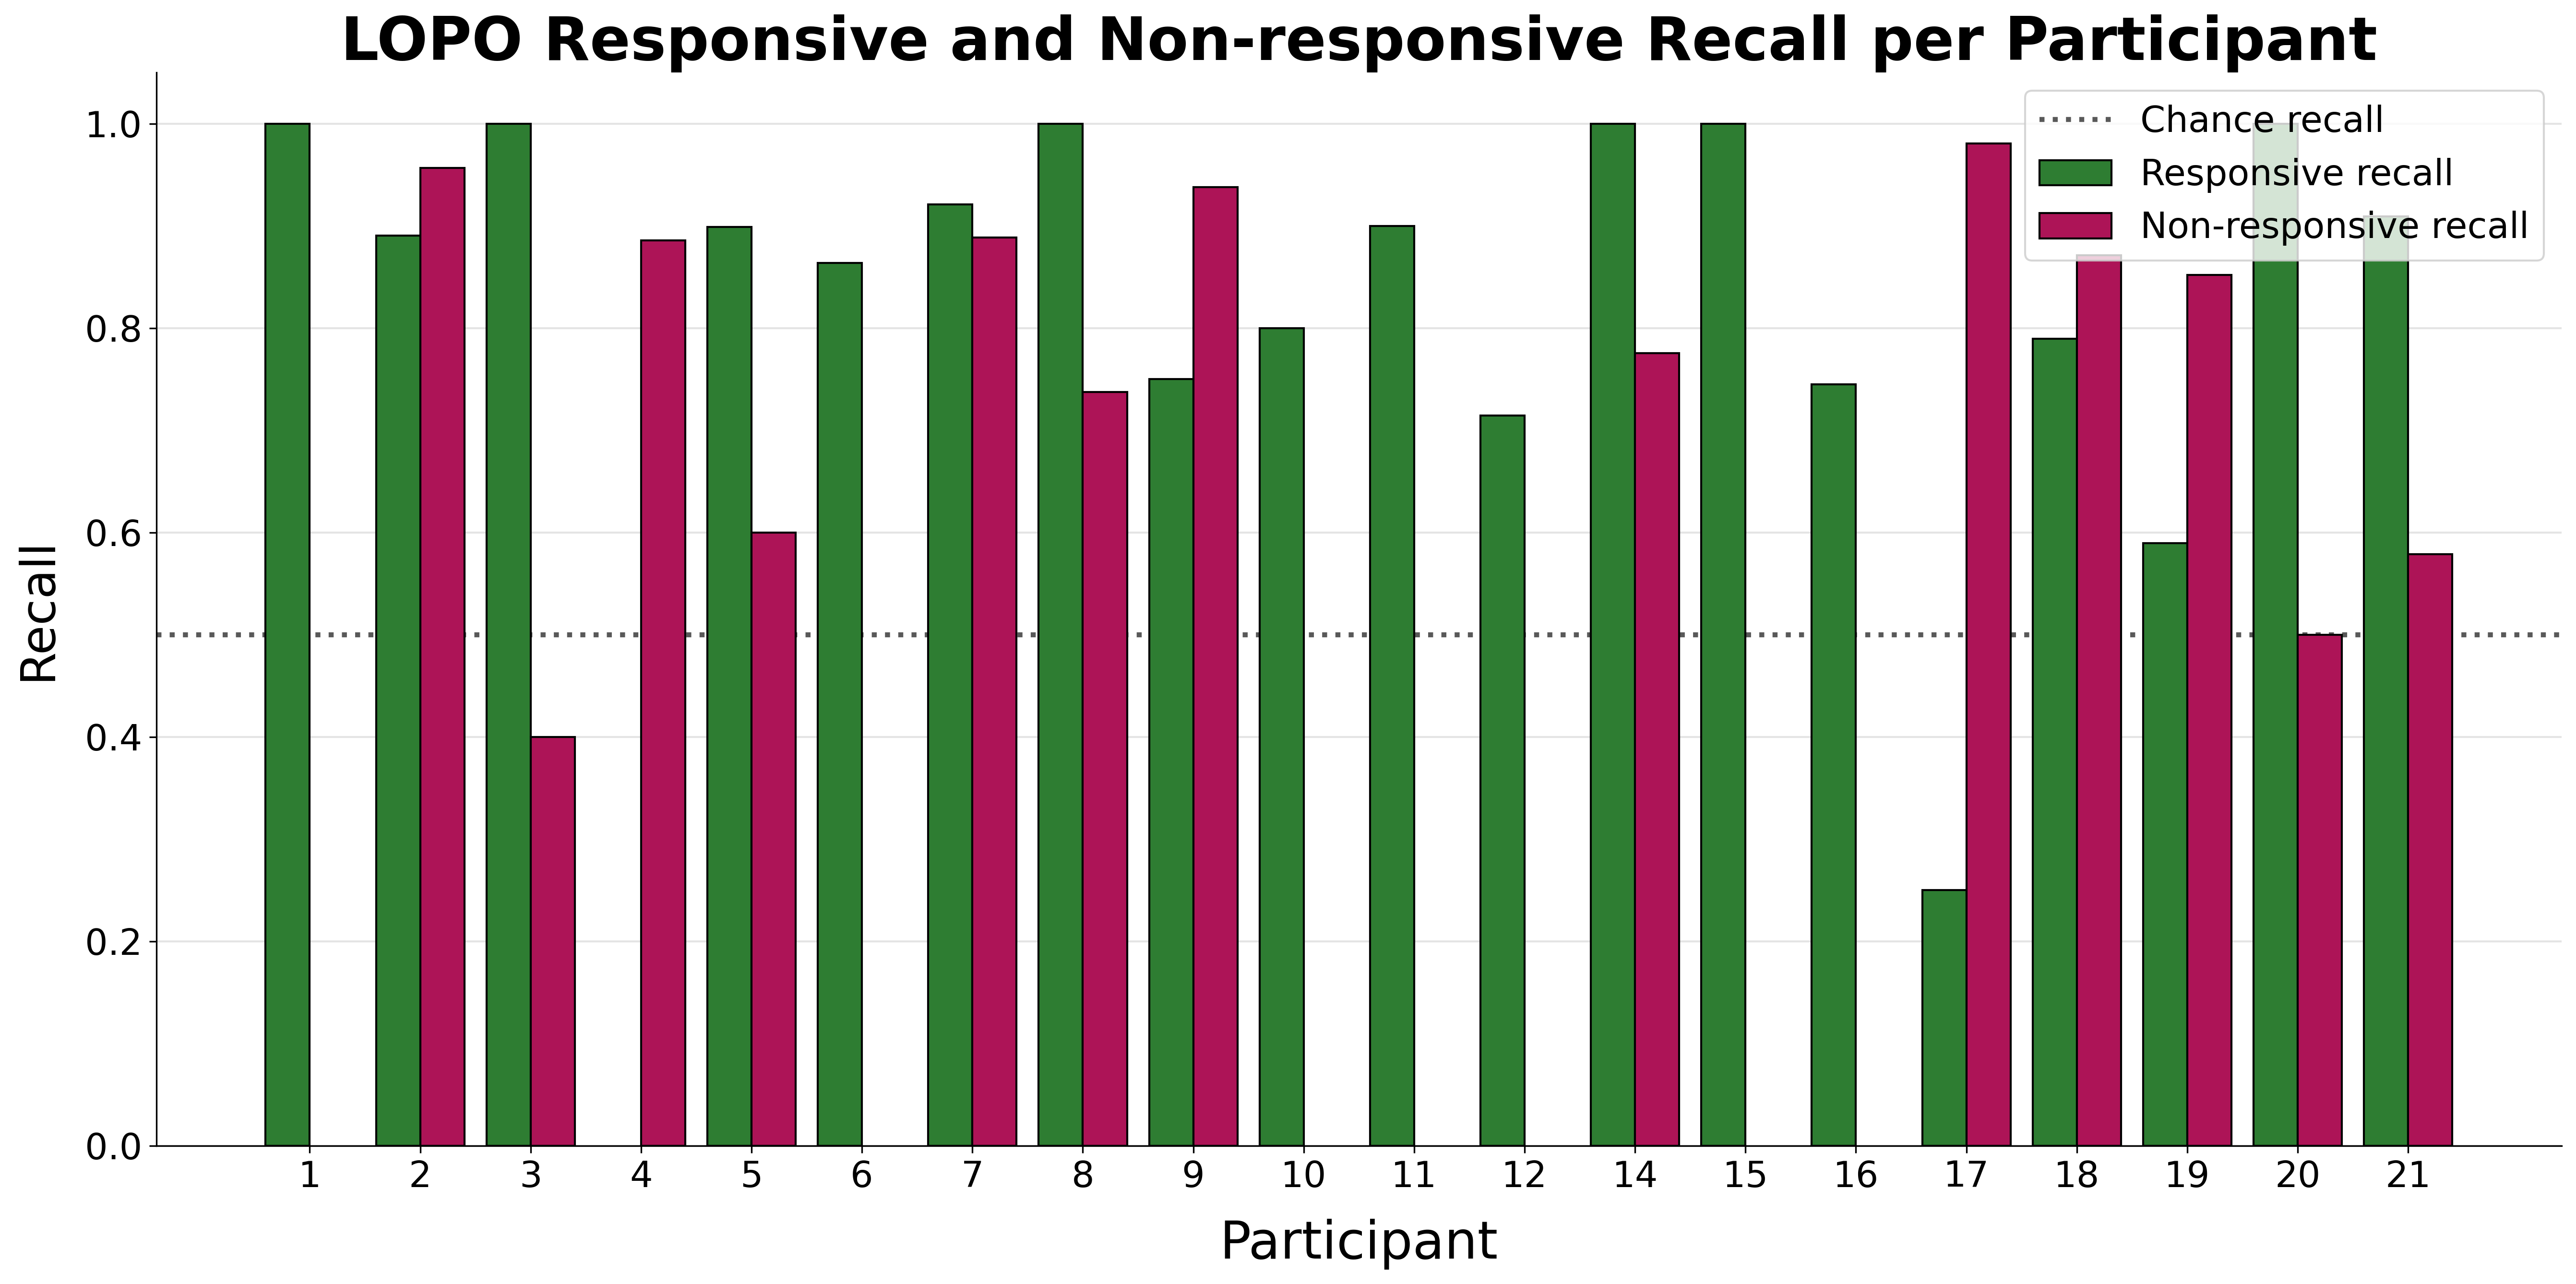 LOPO Responsive and Non-responsive Recall per Participant
Chance recall
Responsive recall
Non-responsive recall
1.0
0.8
0.6
0.4
0.2
0.0
Recall
1 2 3 4 5 6 7 8 9 10 11 12 14 15 16 17 18 19 20 21
Participant